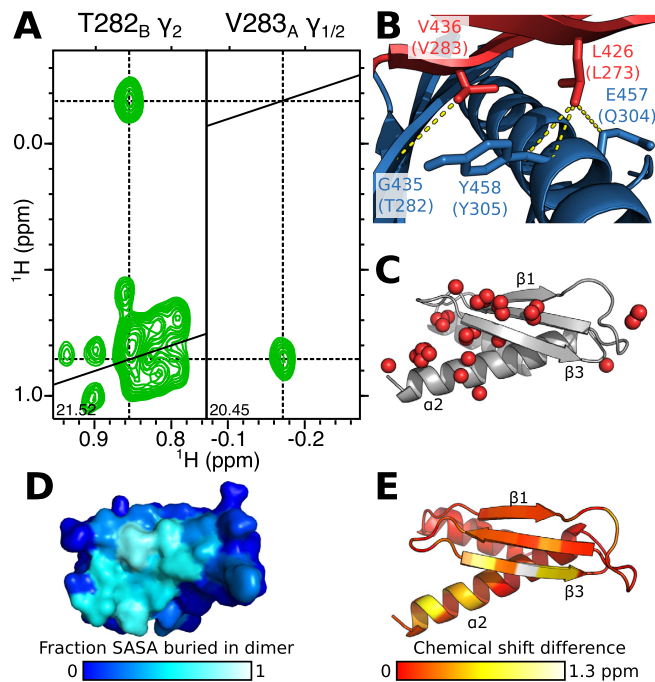 A
T282B γ2
V283A γ1/2
0.0
1.0
¹H (ppm)
21.52
20.45
0.9
0.8
-0.1
-0.2
¹H (ppm)
B
V436
(V283)
L426
(L273)
E457
(Q304)
G435
(T282)
Y458
(Y305)
C
β1
β3
α2
D
Fraction SASA buried in dimer
0
1
E
β1
β3
α2
Chemical shift difference
0
1.3 ppm